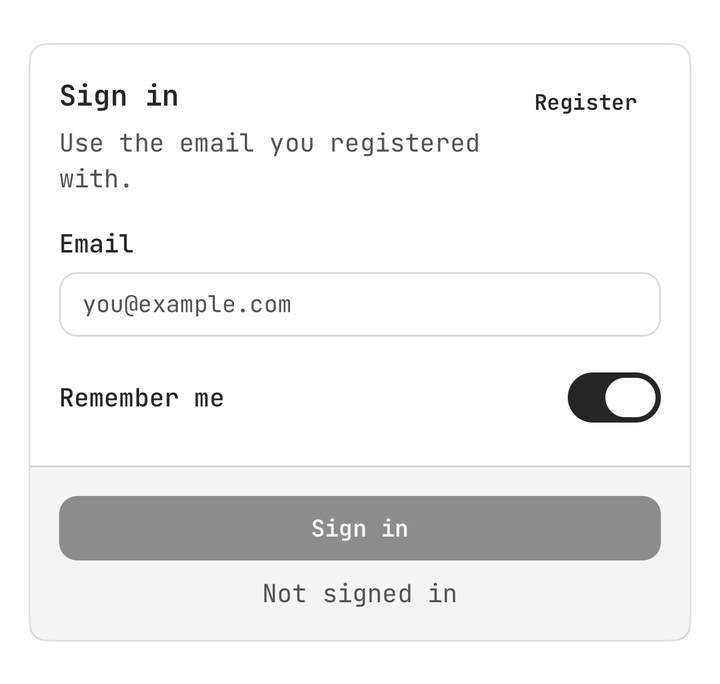 Sign in
Register
Use the email you registered
with.
Email
you@example.com
Remember me
Sign in
Not signed in